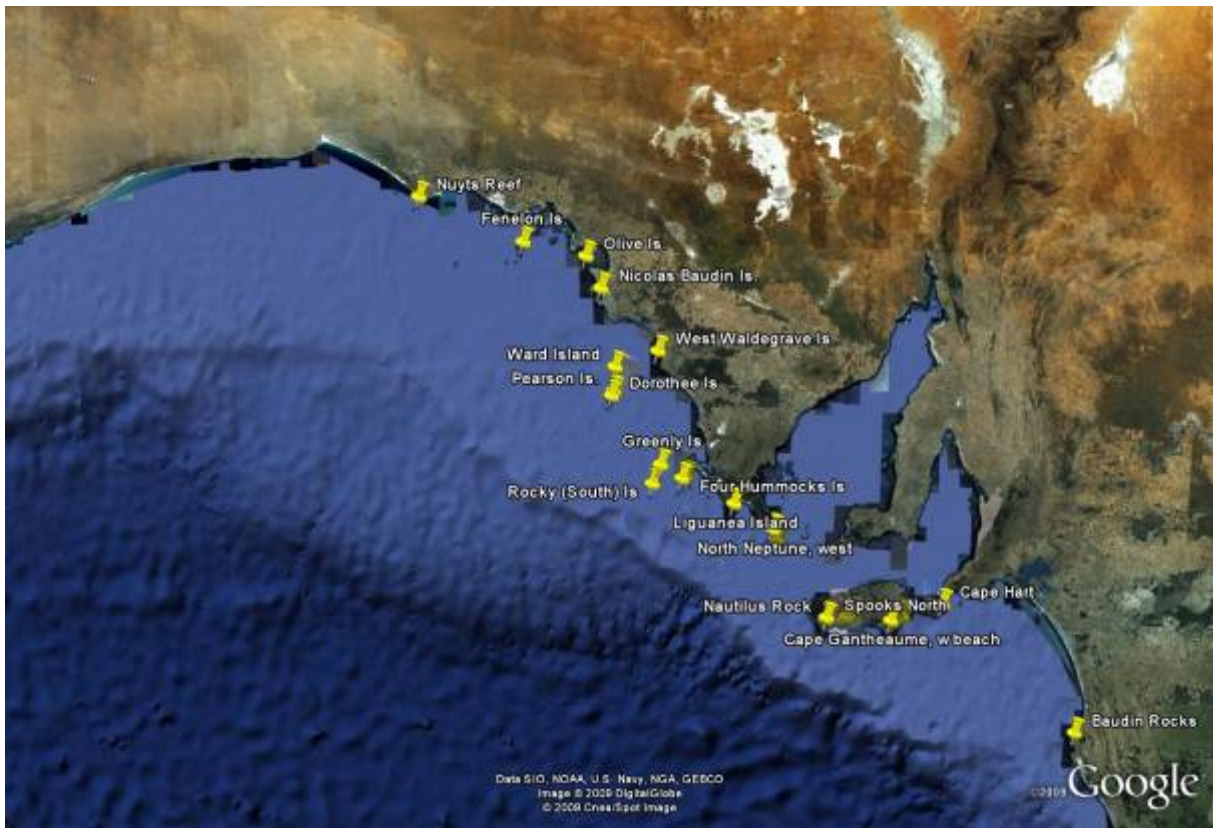 Nuyts Reef
Fenelon Is.
Olive Is.
Nicolas Baudin Is.
West Waldegrave Is.
Ward Island
Pearson Is.
Dorothee Is.
Greenly Is.
Rocky (South) Is
Four Hummocks Is
Liguanea Island
North Neptune, west
Cape Hart
Nautilus Rock
Spooks North
Cape Gantheaume, w beach
Baudin Rocks
Data SIO, NOAA, U.S. Navy, NGA, GEBCO
Image © 2009 DigitalGlobe
© 2009 Cnes/Spot Image
©2009 Google